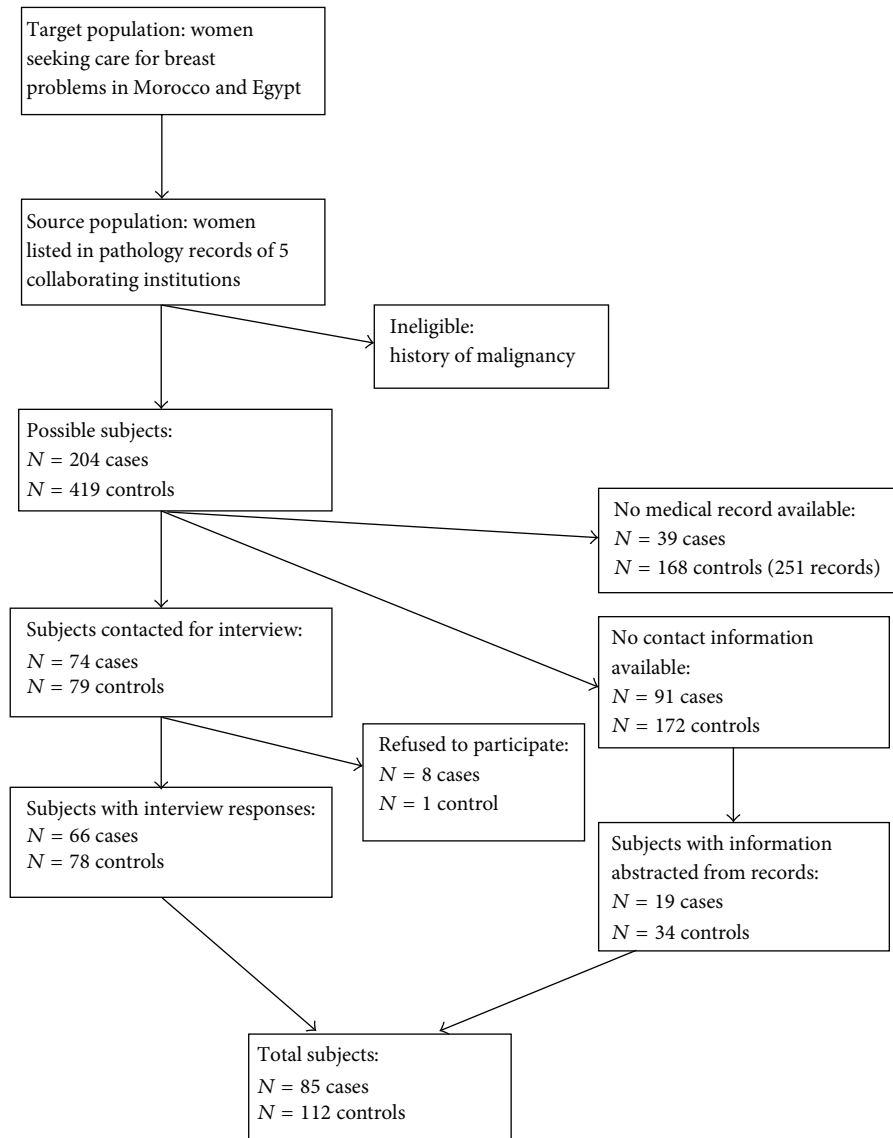 Target population: women
seeking care for breast
problems in Morocco and Egypt
Source population: women
listed in pathology records of 5
collaborating institutions
Ineligible:
history of malignancy
Possible subjects:
N = 204 cases
N = 419 controls
No medical record available:
N = 39 cases
N = 168 controls (251 records)
Subjects contacted for interview:
N = 74 cases
N = 79 controls
No contact information
available:
N = 91 cases
N = 172 controls
Refused to participate:
N = 8 cases
N = 1 control
Subjects with interview responses:
N = 66 cases
N = 78 controls
Subjects with information
abstracted from records:
N = 19 cases
N = 34 controls
Total subjects:
N = 85 cases
N = 112 controls